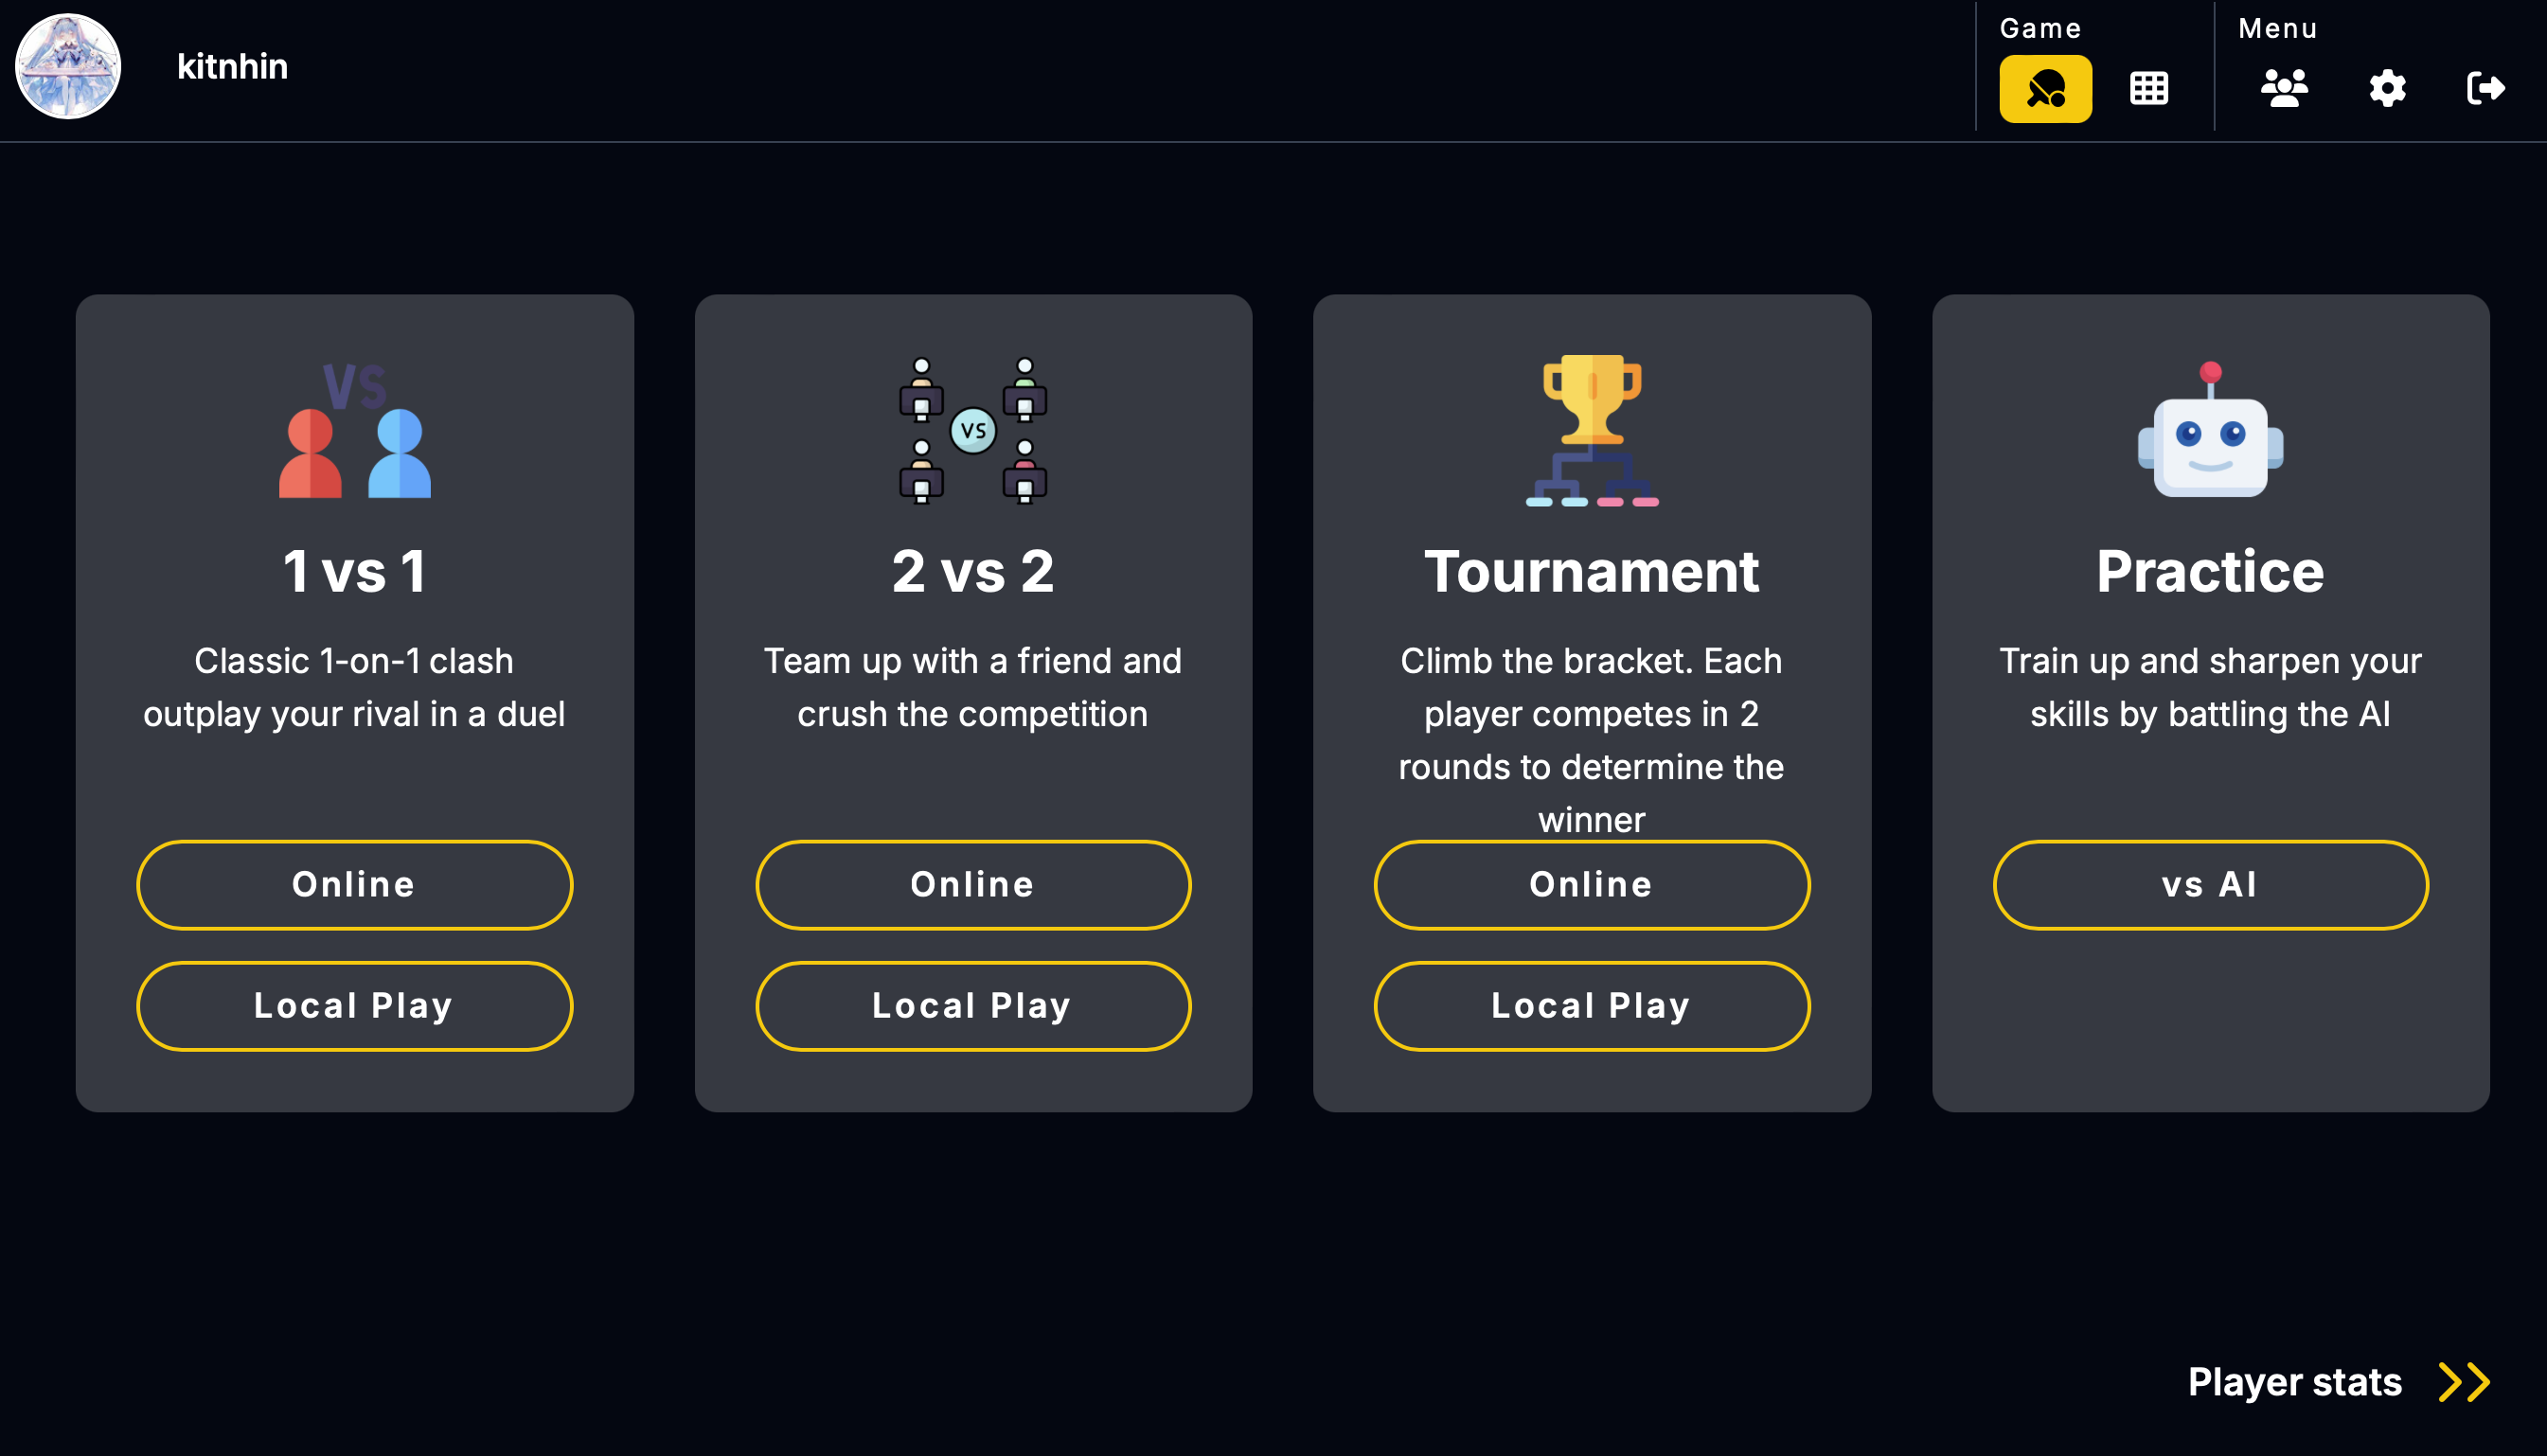 kitnhin
Game
Menu
VS
1 vs 1
Classic 1-on-1 clash
outplay your rival in a duel
Online
Local Play
VS
2 vs 2
Team up with a friend and
crush the competition
Online
Local Play
Tournament
Climb the bracket. Each
player competes in 2
rounds to determine the
winner
Online
Local Play
Practice
Train up and sharpen your
skills by battling the AI
vs AI
Player stats